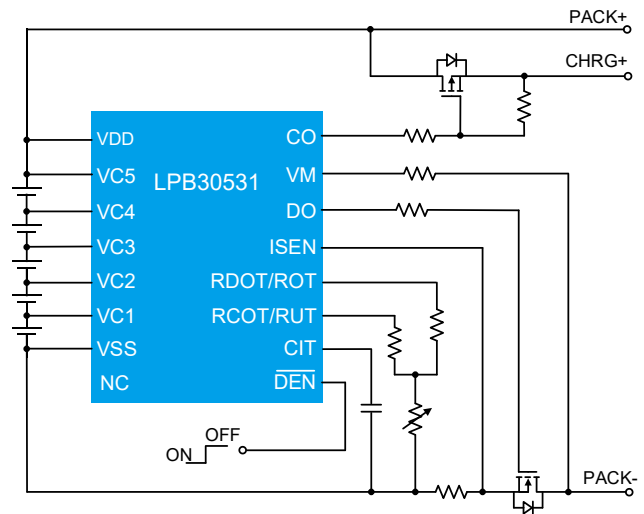 PACK+
CHRG+
LPB30531
VDD
VC5
VC4
VC3
VC2
VC1
VSS
NC
CO
VM
DO
ISEN
RDOT/ROT
RCOT/RUT
CIT
DEN
OFF
ON
PACK-